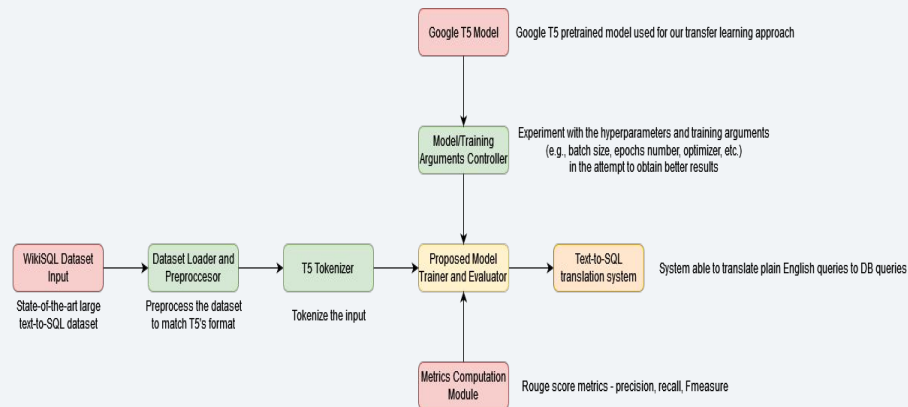 Google T5 Model
Google T5 pretrained model used for our transfer learning approach
Model/Training
Arguments Controller
Experiment with the hyperparameters and training arguments
(e.g., batch size, epochs number, optimizer, etc.)
in the attempt to obtain better results
WikiSQL Dataset
Input
State-of-the-art large
text-to-SQL dataset
Dataset Loader and
Preproccesor
Preprocess the dataset
to match T5's format
T5 Tokenizer
Tokenize the input
Proposed Model
Trainer and Evaluator
Text-to-SQL
translation system
System able to translate plain English queries to DB queries
Metrics Computation
Module
Rouge score metrics - precision, recall, Fmeasure